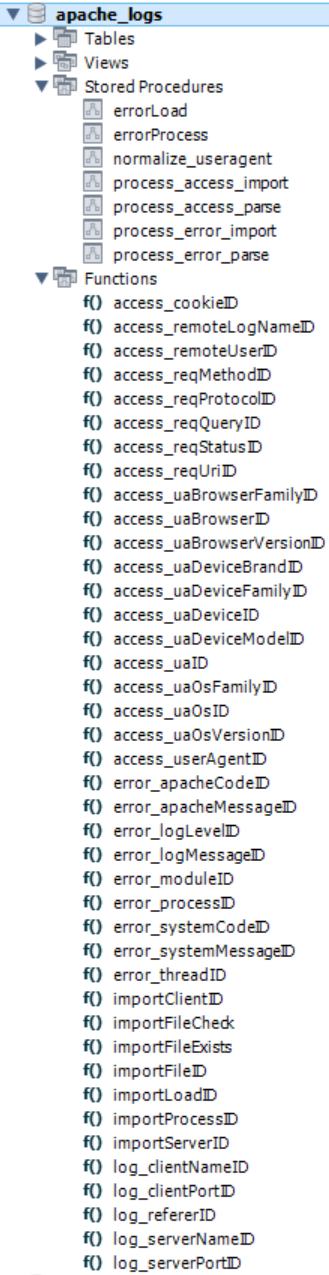 apache_logs
Tables
Views
Stored Procedures
errorLoad
errorProcess
normalize_useragent
process_access_import
process_access_parse
process_error_import
process_error_parse
Functions
f() access_cookieID
f() access_remoteLogNameID
f() access_remoteUserID
f() access_reqMethodID
f() access_reqProtocolID
f() access_reqQueryID
f() access_reqStatusID
f() access_reqUriID
f() access_uaBrowserFamilyID
f() access_uaBrowserID
f() access_uaBrowserVersionID
f() access_uaDeviceBrandID
f() access_uaDeviceFamilyID
f() access_uaDeviceID
f() access_uaDeviceModelID
f() access_uaID
f() access_uaOsFamilyID
f() access_uaOsID
f() access_uaOsVersionID
f() access_userAgentID
f() error_apacheCodeID
f() error_apacheMessageID
f() error_logLevelID
f() error_logMessageID
f() error_moduleID
f() error_processID
f() error_systemCodeID
f() error_systemMessageID
f() error_threadID
f() importClientID
f() importFileCheck
f() importFileExists
f() importFileID
f() importLoadID
f() importProcessID
f() importServerID
f() log_clientNameID
f() log_clientPortID
f() log_refererID
f() log_serverNameID
f() log_serverPortID